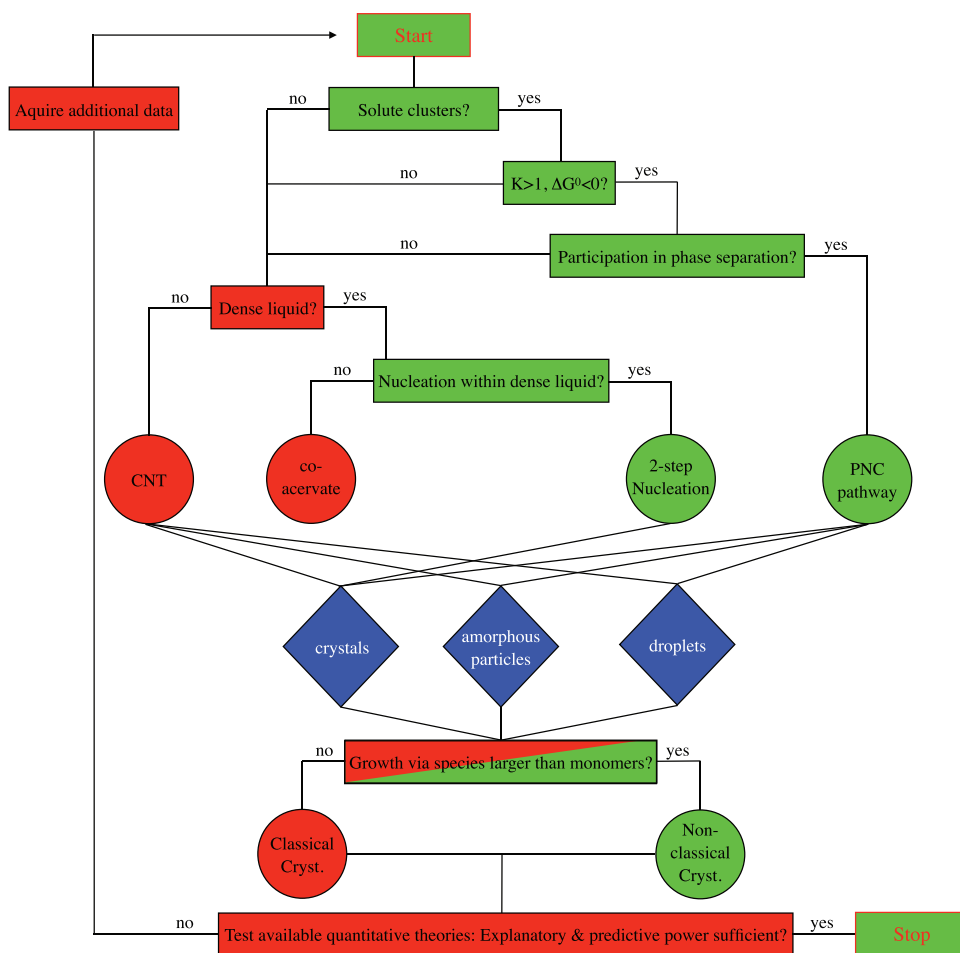 Start
Aquire additional data
no
Solute clusters?
yes
no
K>1, ΔG⁰<0?
yes
no
Participation in phase separation?
yes
no
Dense liquid?
yes
no
Nucleation within dense liquid?
yes
CNT
co-
acervate
2-step
Nucleation
PNC
pathway
crystals
amorphous
particles
droplets
no
Growth via species larger than monomers?
yes
Classical
Cryst.
Non-
classical
Cryst.
no
Test available quantitative theories: Explanatory & predictive power sufficient?
yes
Stop